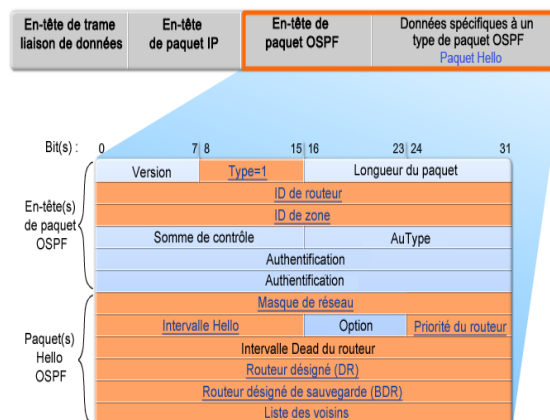 En-tête de trame
liaison de données
En-tête
de paquet IP
En-tête de
paquet OSPF
Données spécifiques à un
type de paquet OSPF
Paquet Hello
Bit(s) : 0 7 8 15 16 23 24 31
En-tête(s)
de paquet
OSPF
Version Type=1 Longueur du paquet
ID de routeur
ID de zone
Somme de contrôle AuType
Authentification
Authentification
Paquet(s)
Hello
OSPF
Masque de réseau
Intervalle Hello Option Priorité du routeur
Intervalle Dead du routeur
Routeur désigné (DR)
Routeur désigné de sauvegarde (BDR)
Liste des voisins